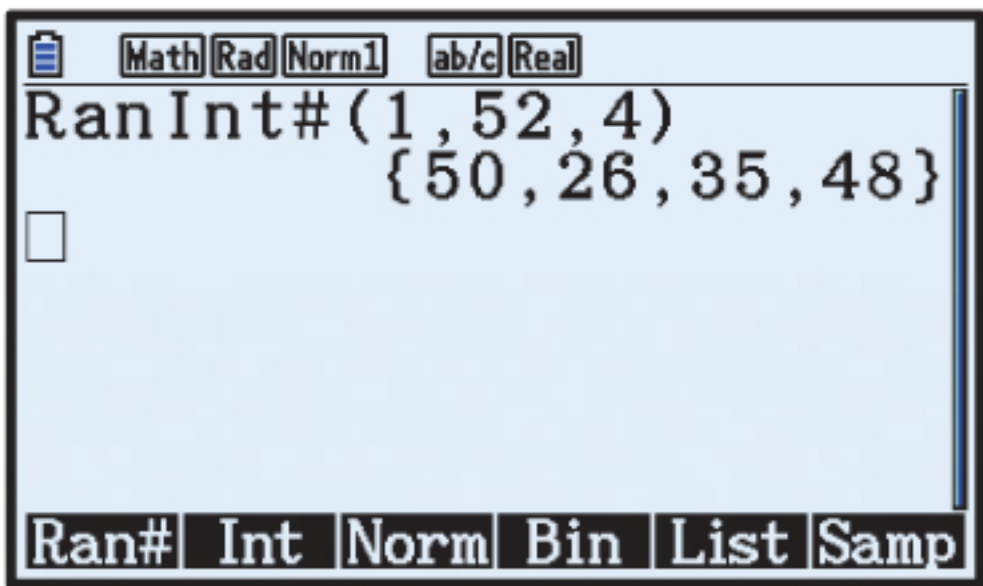 Math Rad Norm1 ab/c Real
RanInt#(1,52,4)
{50,26,35,48}
Ran# Int Norm Bin List Samp